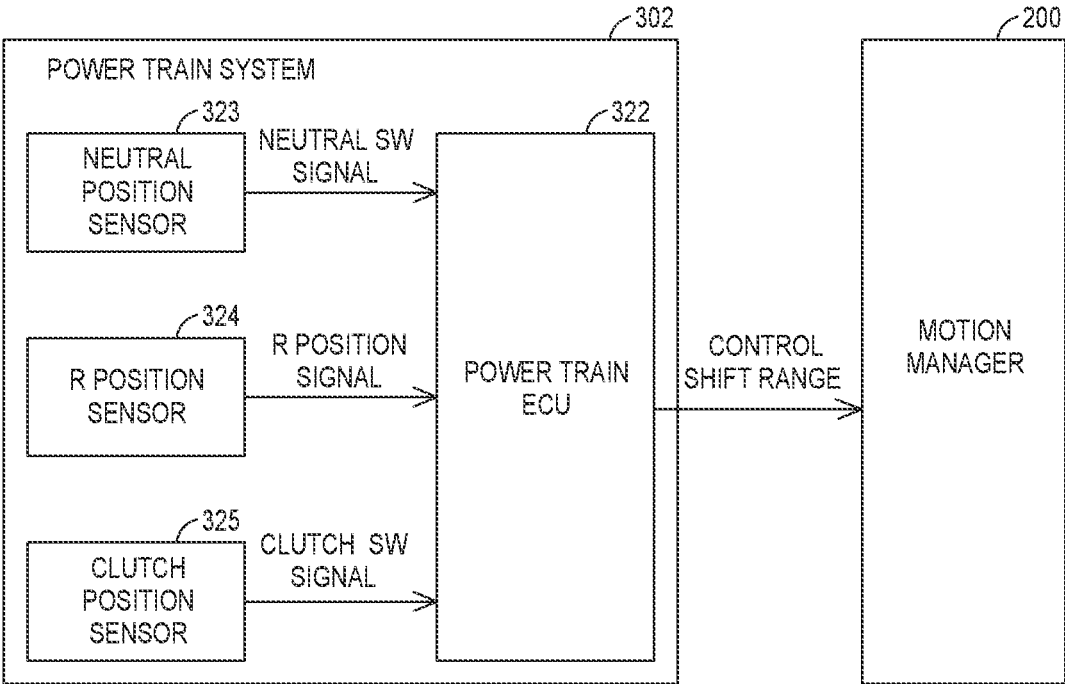 302
200
POWER TRAIN SYSTEM
323
NEUTRAL
POSITION
SENSOR
NEUTRAL SW
SIGNAL
322
POWER TRAIN
ECU
324
R POSITION
SENSOR
R POSITION
SIGNAL
CONTROL
SHIFT RANGE
MOTION
MANAGER
325
CLUTCH
POSITION
SENSOR
CLUTCH SW
SIGNAL